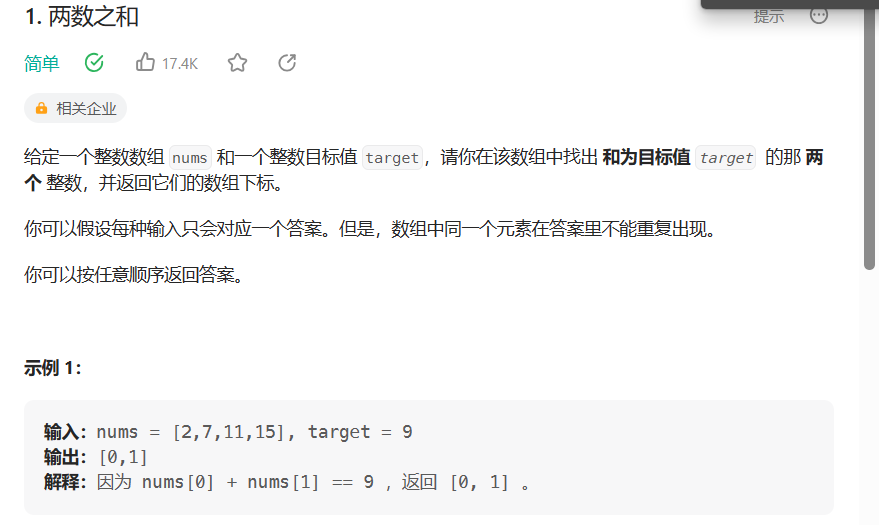 1. 两数之和 提示
简单 17.4K
相关企业
给定一个整数数组 nums 和一个整数目标值 target，请你在该数组中找出 和为目标值 target 的那 两
个 整数，并返回它们的数组下标。
你可以假设每种输入只会对应一个答案。但是，数组中同一个元素在答案里不能重复出现。
你可以按任意顺序返回答案。
示例 1：
输入：nums = [2,7,11,15], target = 9
输出：[0,1]
解释：因为 nums[0] + nums[1] == 9 ，返回 [0, 1] 。